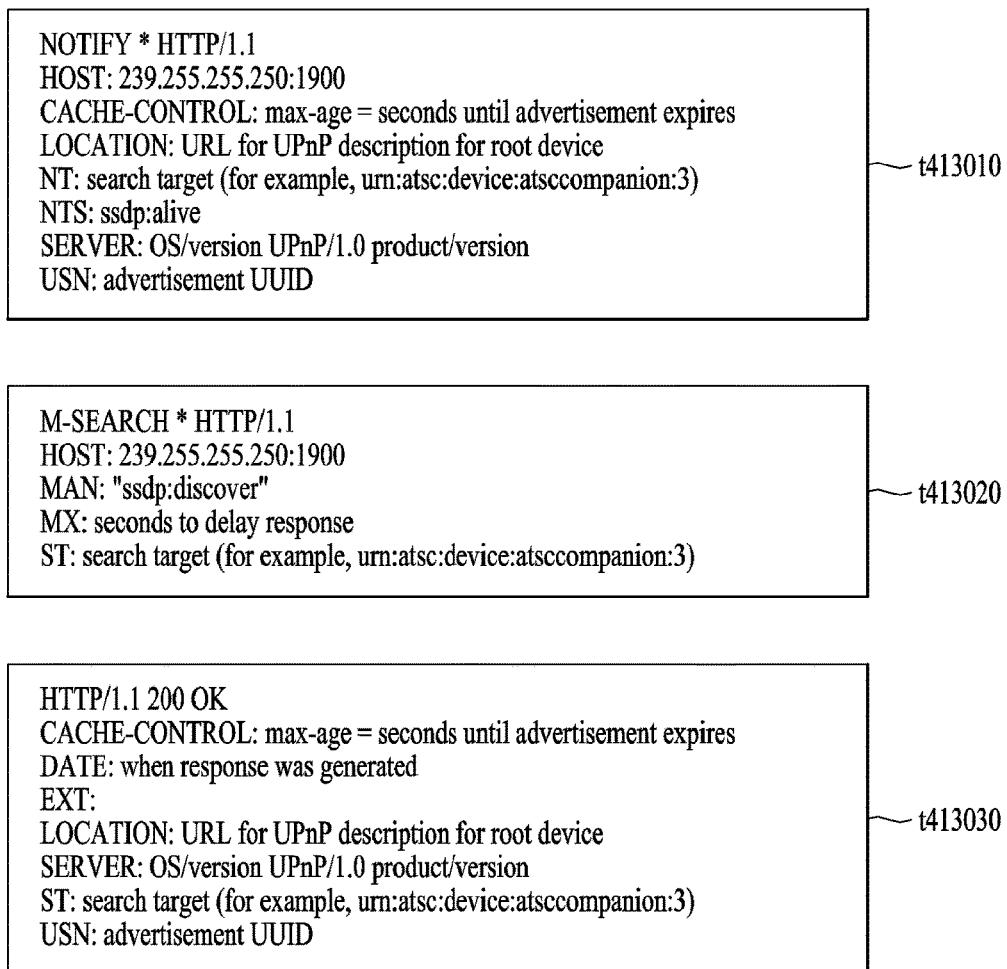 NOTIFY * HTTP/1.1
HOST: 239.255.255.250:1900
CACHE-CONTROL: max-age = seconds until advertisement expires
LOCATION: URL for UPnP description for root device
NT: search target (for example, urn:atsc:device:atsccompanion:3)
NTS: ssdp:alive
SERVER: OS/version UPnP/1.0 product/version
USN: advertisement UUID
t413010
M-SEARCH * HTTP/1.1
HOST: 239.255.255.250:1900
MAN: "ssdp:discover"
MX: seconds to delay response
ST: search target (for example, urn:atsc:device:atsccompanion:3)
t413020
HTTP/1.1 200 OK
CACHE-CONTROL: max-age = seconds until advertisement expires
DATE: when response was generated
EXT:
LOCATION: URL for UPnP description for root device
SERVER: OS/version UPnP/1.0 product/version
ST: search target (for example, urn:atsc:device:atsccompanion:3)
USN: advertisement UUID
t413030